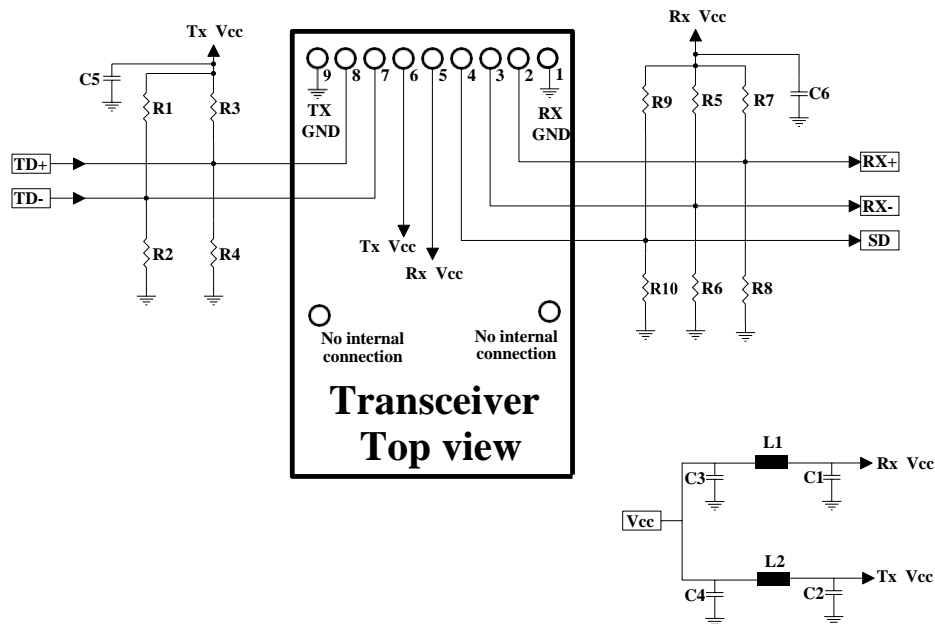 Tx Vcc
Rx Vcc
C5
9 8 7 6 5 4 3 2 1
TX
GND
RX
GND
R1
R3
R9
R5
R7
C6
TD+
RX+
TD-
RX-
SD
R2
R4
Tx Vcc
Rx Vcc
R10
R6
R8
No internal
connection
No internal
connection
Transceiver
Top view
L1
C3
C1
Rx Vcc
Vcc
L2
C4
C2
Tx Vcc